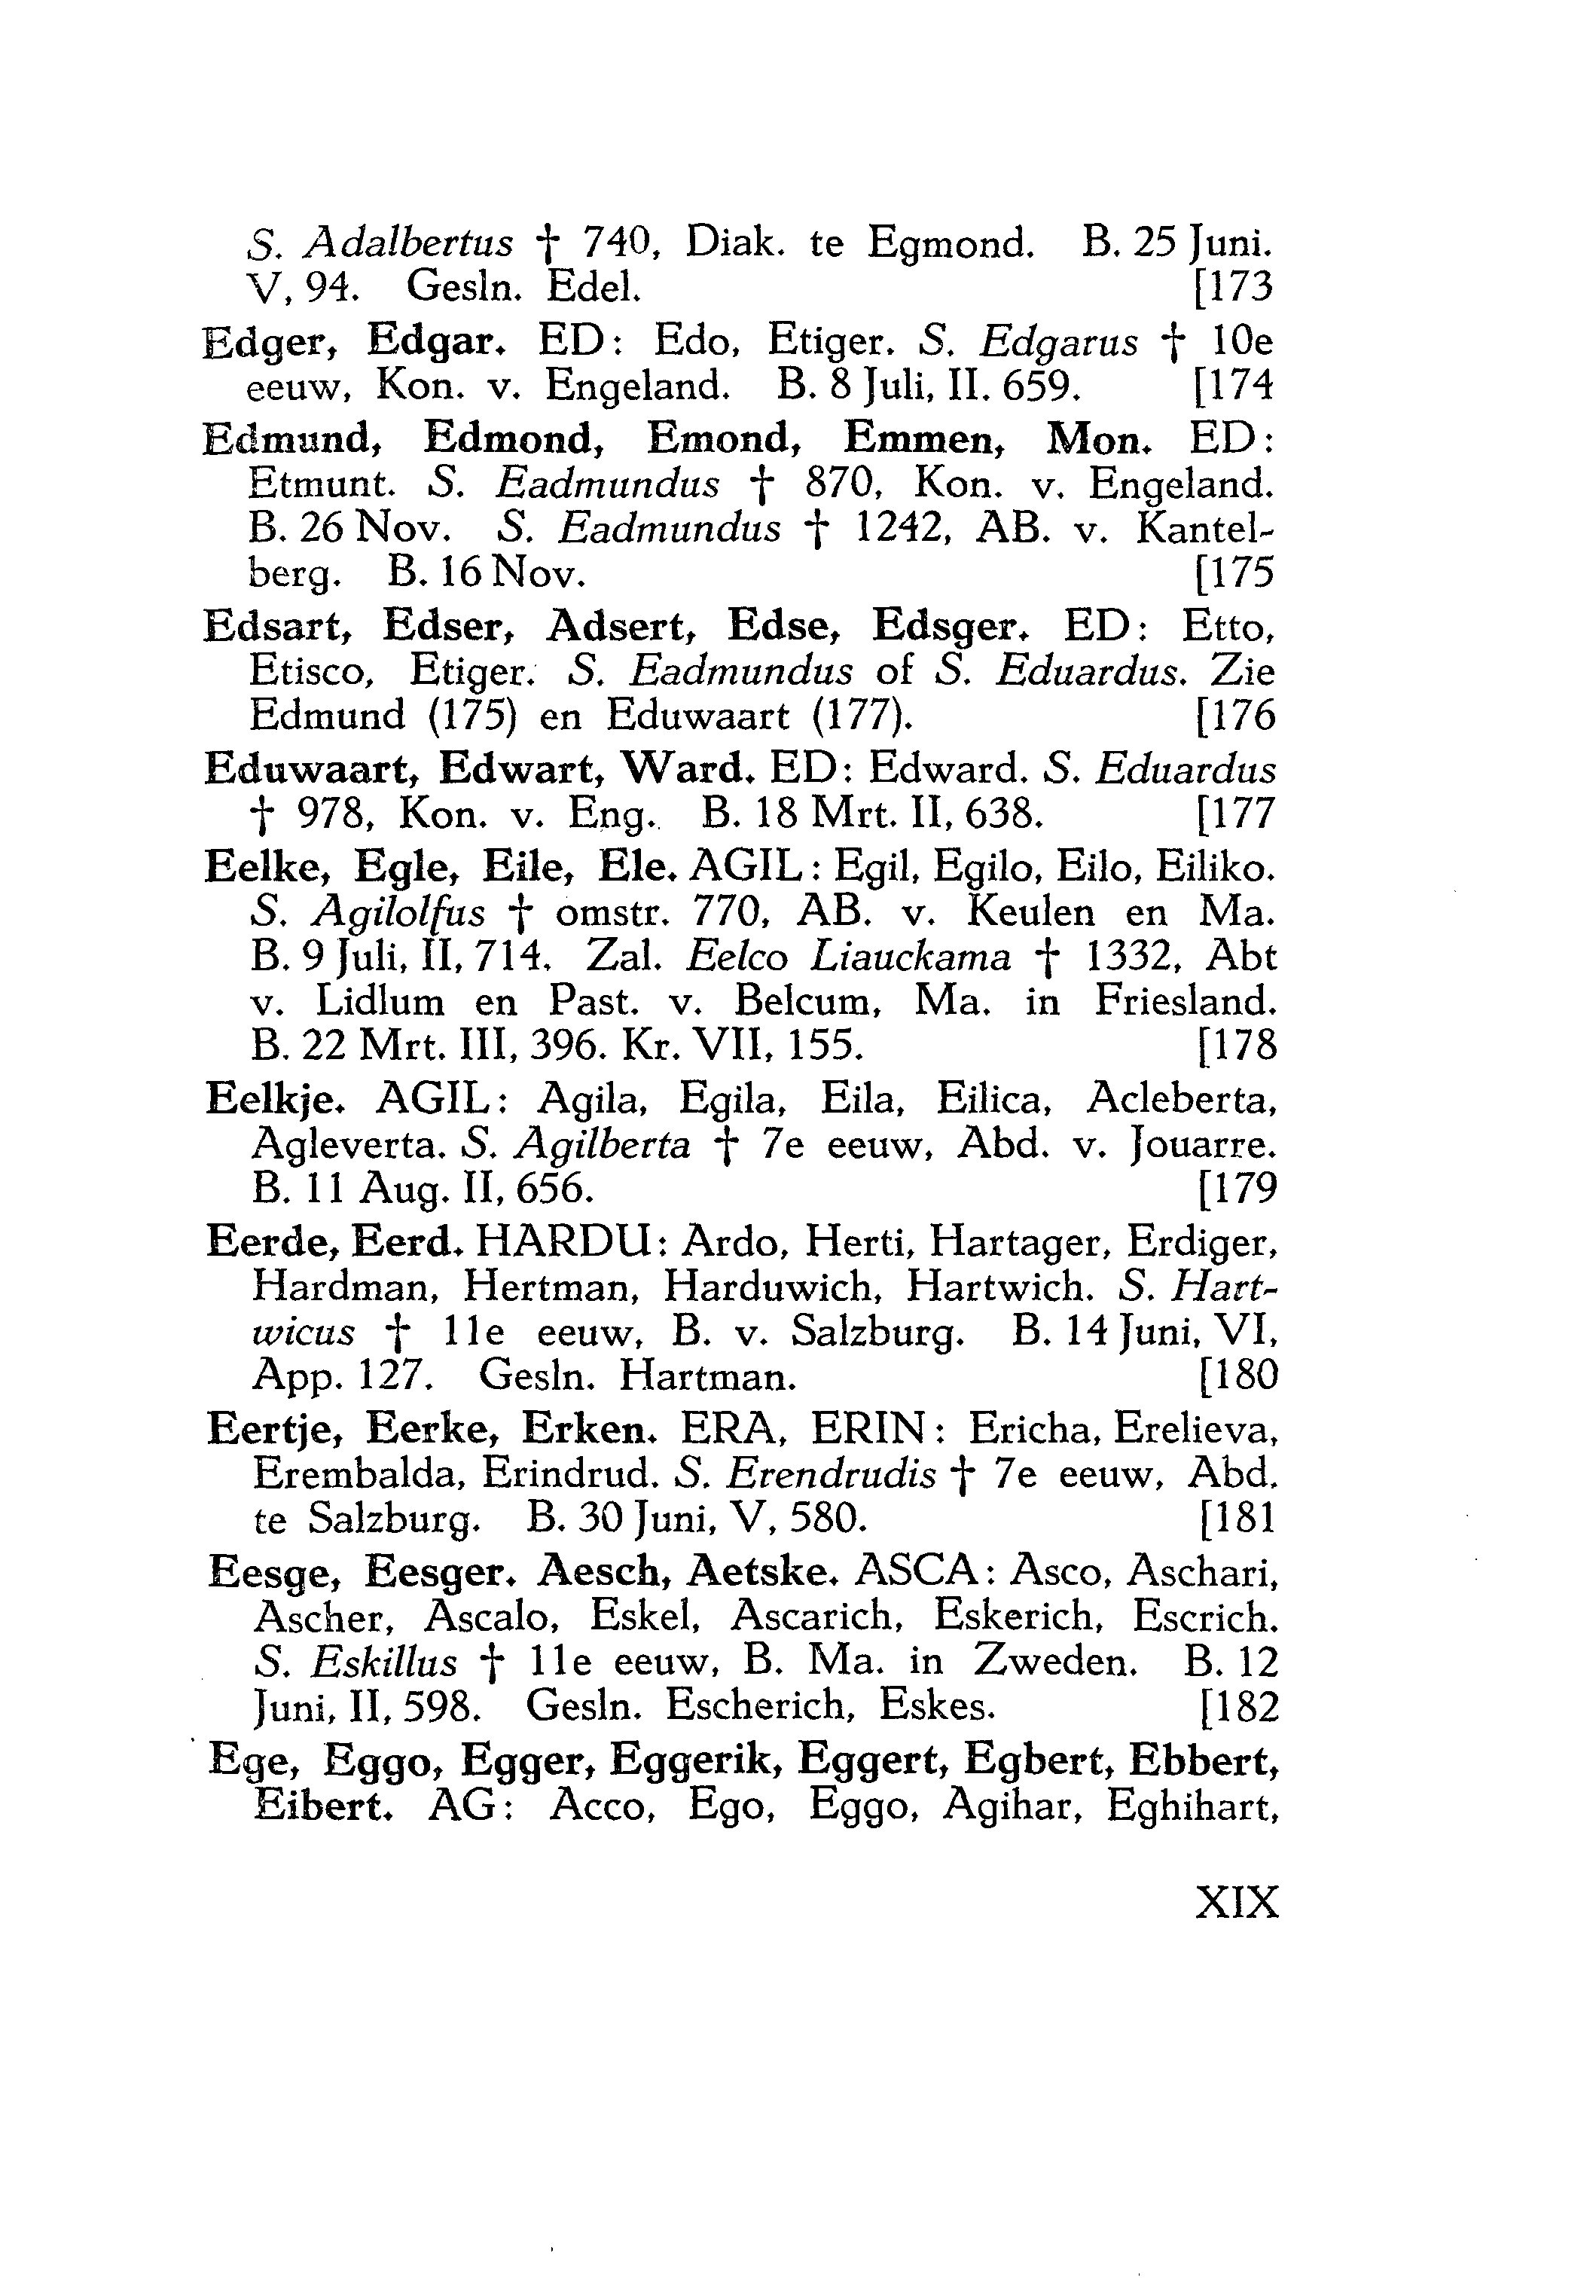 S. Adalbertus † 740, Diak. te Egmond. B. 25 Juni.
V, 94. Gesln. Edel. [173
Edger, Edgar. ED: Edo, Etiger. S. Edgarus † 10e
eeuw, Kon. v. Engeland. B. 8 Juli, II. 659. [174
Edmund, Edmond, Emond, Emmen, Mon. ED:
Etmunt. S. Eadmundus † 870, Kon. v. Engeland.
B. 26 Nov. S. Eadmundus † 1242, AB. v. Kantel-
berg. B. 16 Nov. [175
Edsart, Edser, Adsert, Edse, Edsger. ED: Etto,
Etisco, Etiger. S. Eadmundus of S. Eduardus. Zie
Edmund (175) en Eduwaart (177). [176
Eduwaart, Edwart, Ward. ED: Edward. S. Eduardus
† 978, Kon. v. Eng.. B. 18 Mrt. II, 638. [177
Eelke, Egle, Eile, Ele. AGIL: Egil, Egilo, Eilo, Eiliko.
S. Agilolfus † omstr. 770, AB. v. Keulen en Ma.
B. 9 Juli, II, 714. Zal. Eelco Liauckama † 1332, Abt
v. Lidlum en Past. v. Belcum, Ma. in Friesland.
B. 22 Mrt. III, 396. Kr. VII, 155. [178
Eelkje. AGIL: Agila, Egila, Eila, Eilica, Acleberta,
Agleverta. S. Agilberta † 7e eeuw, Abd. v. Jouarre.
B. 11 Aug. II, 656. [179
Eerde, Eerd. HARDU: Ardo, Herti, Hartager, Erdiger,
Hardman, Hertman, Harduwich, Hartwich. S. Hart-
wicus † 11e eeuw, B. v. Salzburg. B. 14 Juni, VI,
App. 127. Gesln. Hartman. [180
Eertje, Eerke, Erken. ERA, ERIN: Ericha, Erelieva,
Erembalda, Erindrud. S. Erendrudis † 7e eeuw, Abd.
te Salzburg. B. 30 Juni, V, 580. [181
Eesge, Eesger. Aesch, Aetske. ASCA: Asco, Aschari,
Ascher, Ascalo, Eskel, Ascarich, Eskerich, Escrich.
S. Eskillus † 11e eeuw, B. Ma. in Zweden. B. 12
Juni, II, 598. Gesln. Escherich, Eskes. [182
Ege, Eggo, Egger, Eggerik, Eggert, Egbert, Ebbert,
Eibert. AG: Acco, Ego, Eggo, Agihar, Eghihart,
XIX